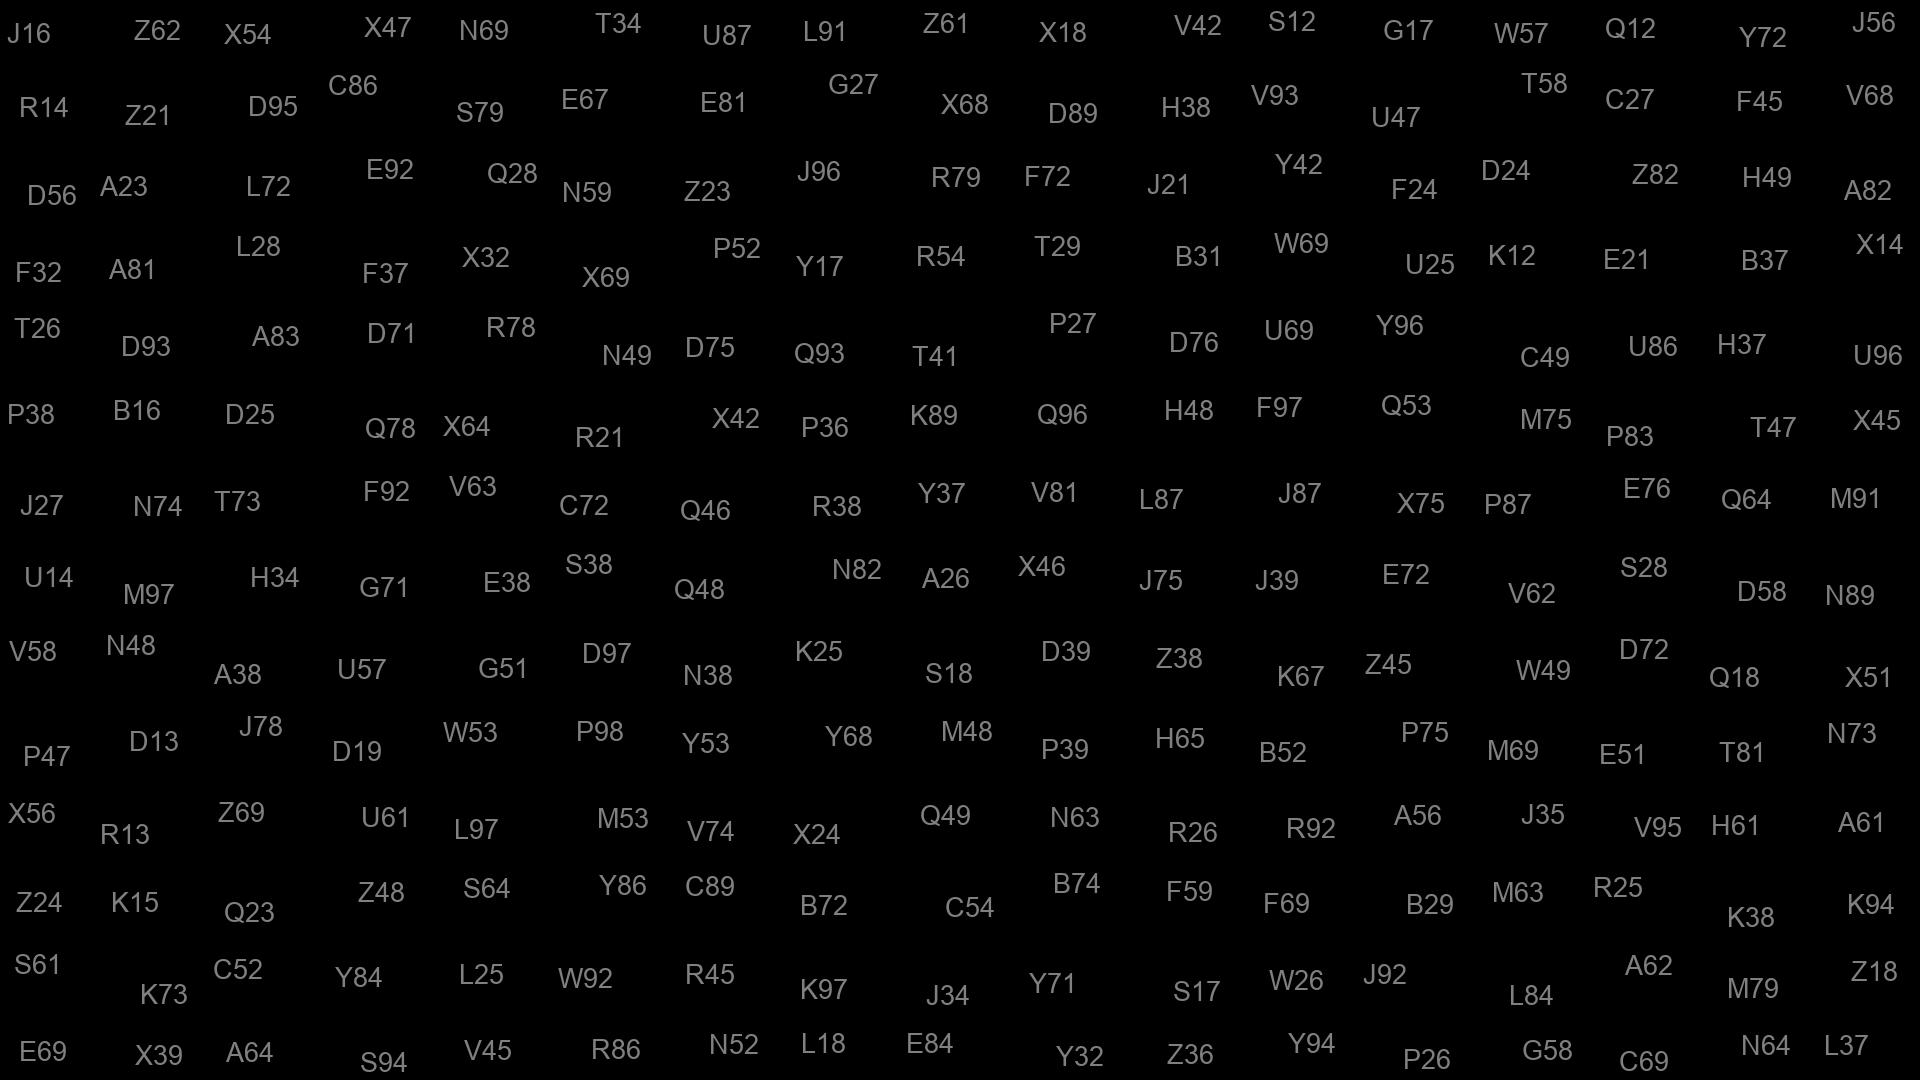 J16 Z62 X54 X47 N69 T34 U87 L91 Z61 X18 V42 S12 G17 W57 Q12 Y72 J56
R14 Z21 D95 C86 S79 E67 E81 G27 X68 D89 H38 V93 U47 T58 C27 F45 V68
D56 A23 L72 E92 Q28 N59 Z23 J96 R79 F72 J21 Y42 F24 D24 Z82 H49 A82
F32 A81 L28 F37 X32 X69 P52 Y17 R54 T29 B31 W69 U25 K12 E21 B37 X14
T26 D93 A83 D71 R78 N49 D75 Q93 T41 P27 D76 U69 Y96 C49 U86 H37 U96
P38 B16 D25 Q78 X64 R21 X42 P36 K89 Q96 H48 F97 Q53 M75 P83 T47 X45
J27 N74 T73 F92 V63 C72 Q46 R38 Y37 V81 L87 J87 X75 P87 E76 Q64 M91
U14 M97 H34 G71 E38 S38 Q48 N82 A26 X46 J75 J39 E72 V62 S28 D58 N89
V58 N48 A38 U57 G51 D97 N38 K25 S18 D39 Z38 K67 Z45 W49 D72 Q18 X51
P47 D13 J78 D19 W53 P98 Y53 Y68 M48 P39 H65 B52 P75 M69 E51 T81 N73
X56 R13 Z69 U61 L97 M53 V74 X24 Q49 N63 R26 R92 A56 J35 V95 H61 A61
Z24 K15 Q23 Z48 S64 Y86 C89 B72 C54 B74 F59 F69 B29 M63 R25 K38 K94
S61 K73 C52 Y84 L25 W92 R45 K97 J34 Y71 S17 W26 J92 L84 A62 M79 Z18
E69 X39 A64 S94 V45 R86 N52 L18 E84 Y32 Z36 Y94 P26 G58 C69 N64 L37